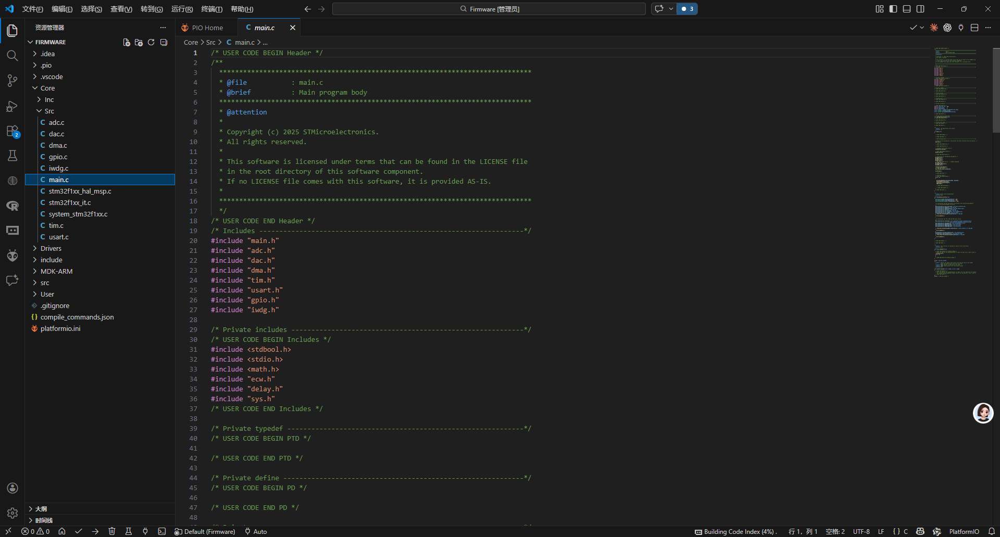 文件(F) 编辑(E) 选择(S) 查看(V) 转到(G) 运行(R) 终端(T) 帮助(H)
Firmware [管理员]
3
资源管理器
PIO Home
C main.c
FIRMWARE
Core > Src > C main.c > ...
.idea
.pio
.vscode
Core
Inc
Src
C adc.c
C dac.c
C dma.c
C gpio.c
C iwdg.c
C main.c
C stm32f1xx_hal_msp.c
C stm32f1xx_it.c
C system_stm32f1xx.c
C tim.c
C usart.c
Drivers
include
MDK-ARM
src
User
.gitignore
{} compile_commands.json
platformio.ini
大纲
时间线
2
1 /* USER CODE BEGIN Header */
2 /**
3 ******************************************************************************
4 * @file : main.c
5 * @brief : Main program body
6 ******************************************************************************
7 * @attention
8 *
9 * Copyright (c) 2025 STMicroelectronics.
10 * All rights reserved.
11 *
12 * This software is licensed under terms that can be found in the LICENSE file
13 * in the root directory of this software component.
14 * If no LICENSE file comes with this software, it is provided AS-IS.
15 *
16 ******************************************************************************
17 */
18 /* USER CODE END Header */
19 /* Includes ------------------------------------------------------------------*/
20 #include "main.h"
21 #include "adc.h"
22 #include "dac.h"
23 #include "dma.h"
24 #include "tim.h"
25 #include "usart.h"
26 #include "gpio.h"
27 #include "iwdg.h"
28
29 /* Private includes ----------------------------------------------------------*/
30 /* USER CODE BEGIN Includes */
31 #include <stdbool.h>
32 #include <stdio.h>
33 #include <math.h>
34 #include "ecw.h"
35 #include "delay.h"
36 #include "sys.h"
37 /* USER CODE END Includes */
38
39 /* Private typedef -----------------------------------------------------------*/
40 /* USER CODE BEGIN PTD */
41
42 /* USER CODE END PTD */
43
44 /* Private define ------------------------------------------------------------*/
45 /* USER CODE BEGIN PD */
46
47 /* USER CODE END PD */
48
0 0 Default (Firmware) Auto
Building Code Index (4%) . 行 1，列 1 空格: 2 UTF-8 LF {} C PlatformIO